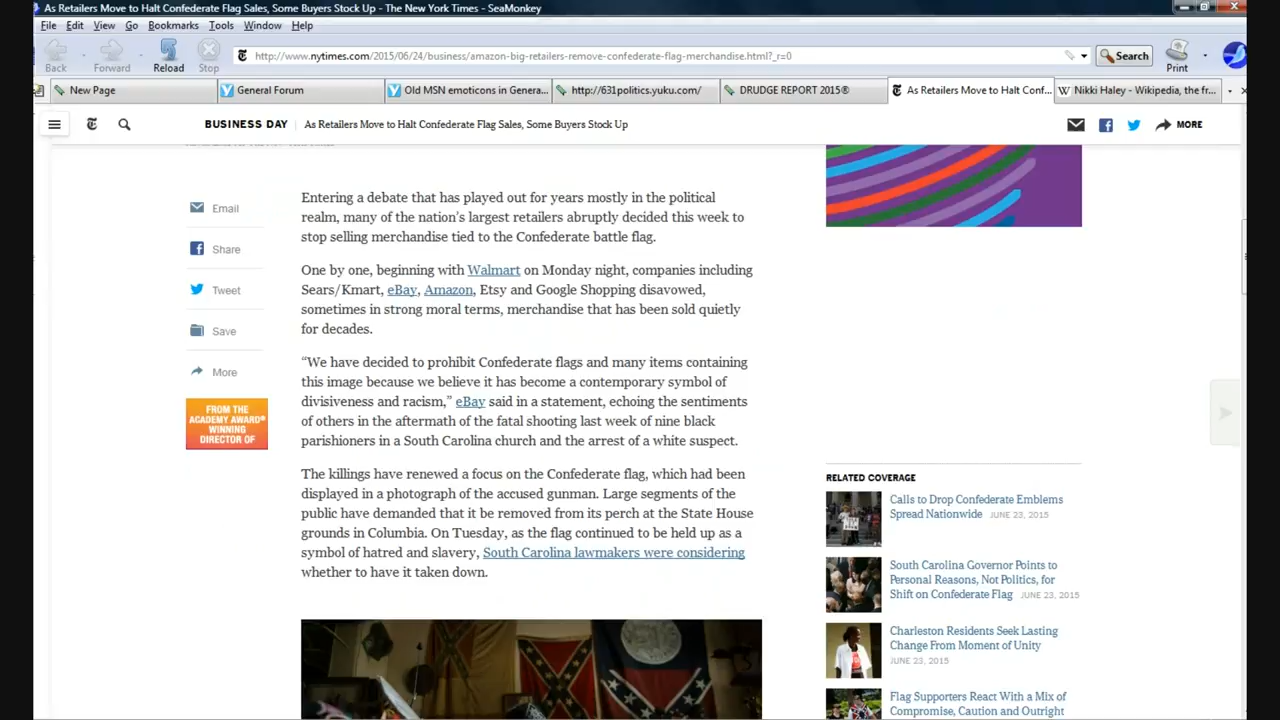 As Retailers Move to Halt Confederate Flag Sales, Some Buyers Stock Up - The New York Times - SeaMonkey
File Edit View Go Bookmarks Tools Window Help
http://www.nytimes.com/2015/06/24/business/amazon-big-retailers-remove-confederate-flag-merchandise.html?_r=0
Search
Back Forward Reload Stop Print
New Page General Forum Old MSN emoticons in Genera... http://631politics.yuku.com/ DRUDGE REPORT 2015® As Retailers Move to Halt Conf... Nikki Haley - Wikipedia, the fr...
BUSINESS DAY As Retailers Move to Halt Confederate Flag Sales, Some Buyers Stock Up MORE
Email
Share
Tweet
Save
More
FROM THE
ACADEMY AWARD®
WINNING
DIRECTOR OF
Entering a debate that has played out for years mostly in the political
realm, many of the nation's largest retailers abruptly decided this week to
stop selling merchandise tied to the Confederate battle flag.
One by one, beginning with Walmart on Monday night, companies including
Sears/Kmart, eBay, Amazon, Etsy and Google Shopping disavowed,
sometimes in strong moral terms, merchandise that has been sold quietly
for decades.
“We have decided to prohibit Confederate flags and many items containing
this image because we believe it has become a contemporary symbol of
divisiveness and racism,” eBay said in a statement, echoing the sentiments
of others in the aftermath of the fatal shooting last week of nine black
parishioners in a South Carolina church and the arrest of a white suspect.
The killings have renewed a focus on the Confederate flag, which had been
displayed in a photograph of the accused gunman. Large segments of the
public have demanded that it be removed from its perch at the State House
grounds in Columbia. On Tuesday, as the flag continued to be held up as a
symbol of hatred and slavery, South Carolina lawmakers were considering
whether to have it taken down.
RELATED COVERAGE
Calls to Drop Confederate Emblems
Spread Nationwide JUNE 23, 2015
South Carolina Governor Points to
Personal Reasons, Not Politics, for
Shift on Confederate Flag JUNE 23, 2015
Charleston Residents Seek Lasting
Change From Moment of Unity
JUNE 23, 2015
Flag Supporters React With a Mix of
Compromise, Caution and Outright